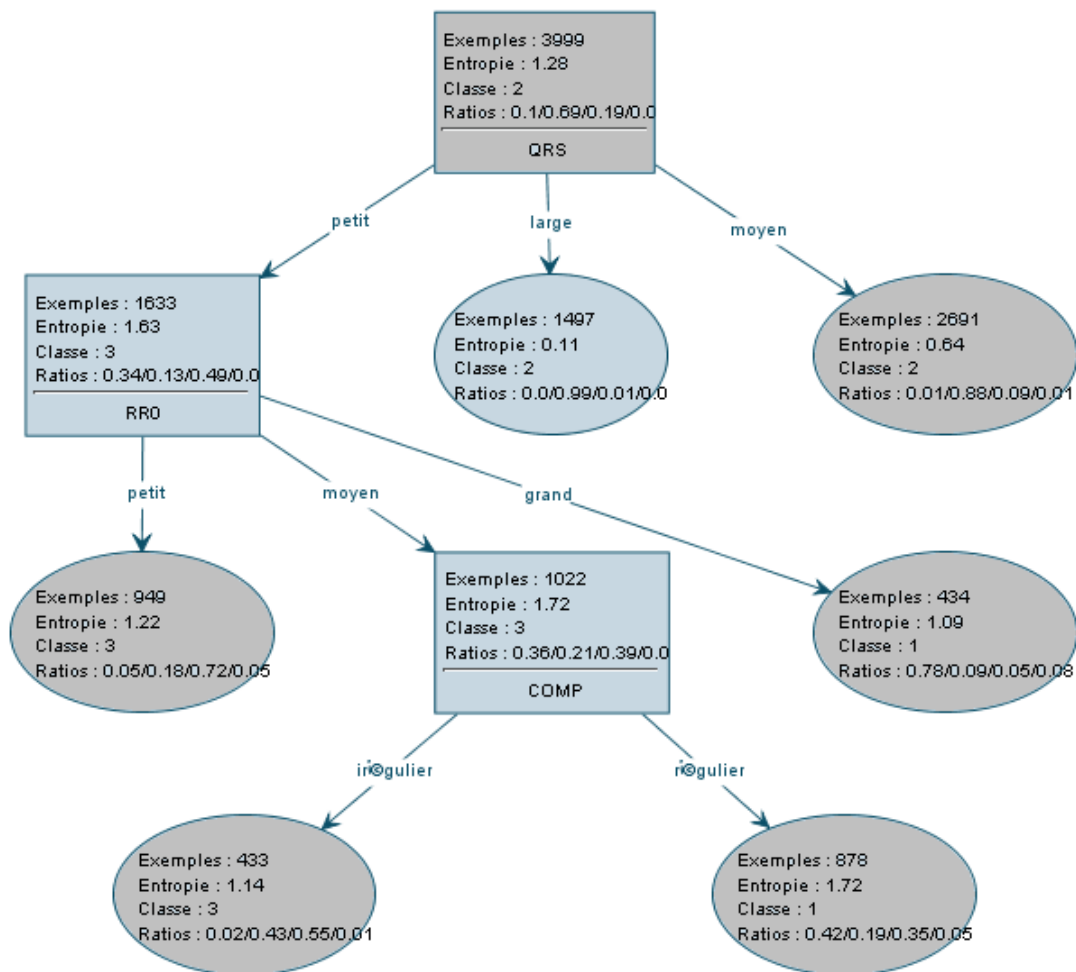 Exemples : 3999
Entropie : 1.28
Classe : 2
Ratios : 0.1/0.69/0.19/0.0
QRS
petit
large
moyen
Exemples : 1633
Entropie : 1.63
Classe : 3
Ratios : 0.34/0.13/0.49/0.0
RR0
Exemples : 1497
Entropie : 0.11
Classe : 2
Ratios : 0.0/0.99/0.01/0.0
Exemples : 2691
Entropie : 0.64
Classe : 2
Ratios : 0.01/0.88/0.09/0.01
petit
moyen
grand
Exemples : 949
Entropie : 1.22
Classe : 3
Ratios : 0.05/0.18/0.72/0.05
Exemples : 1022
Entropie : 1.72
Classe : 3
Ratios : 0.36/0.21/0.39/0.0
COMP
Exemples : 434
Entropie : 1.09
Classe : 1
Ratios : 0.78/0.09/0.05/0.08
irÃ©gulier
rÃ©gulier
Exemples : 433
Entropie : 1.14
Classe : 3
Ratios : 0.02/0.43/0.55/0.01
Exemples : 878
Entropie : 1.72
Classe : 1
Ratios : 0.42/0.19/0.35/0.05